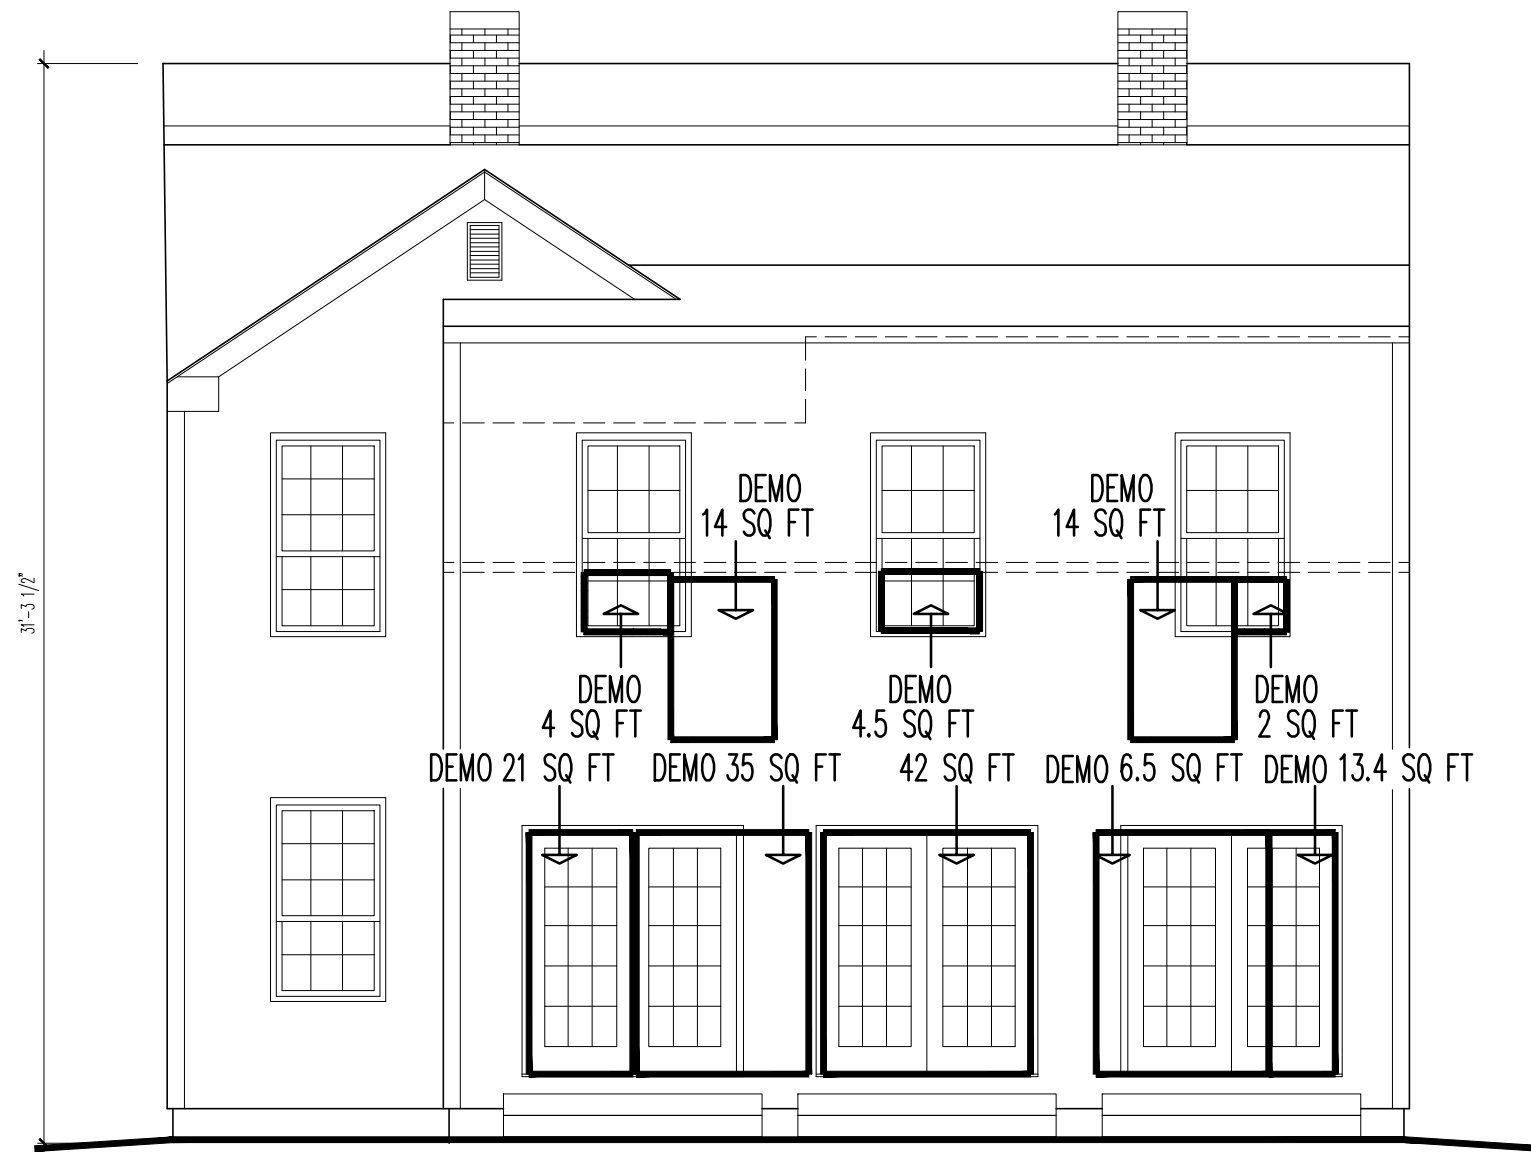 DEMO
14 SQ FT
DEMO
14 SQ FT
31'-3 1/2"
DEMO
4 SQ FT
DEMO
4.5 SQ FT
DEMO
2 SQ FT
DEMO 21 SQ FT
DEMO 35 SQ FT
42 SQ FT
DEMO 6.5 SQ FT
DEMO 13.4 SQ FT